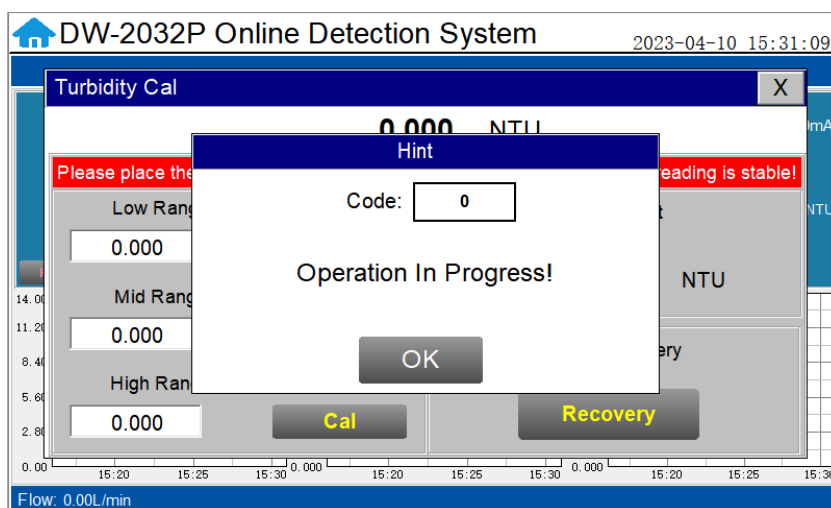 DW-2032P Online Detection System
2023-04-10 15:31:09
Turbidity Cal
X
0.000 NTU
mA
Hint
Please place the
reading is stable!
Code: 0
Low Rang
NTU
0.000
Operation In Progress!
NTU
14.00
Mid Rang
11.20
0.000
OK
8.40
High Ran
5.60
0.000
Cal
Recovery
2.80
0.00
15:20
15:25
15:30
0.000
15:20
15:25
15:30
0.000
15:20
15:25
15:30
Flow: 0.00L/min